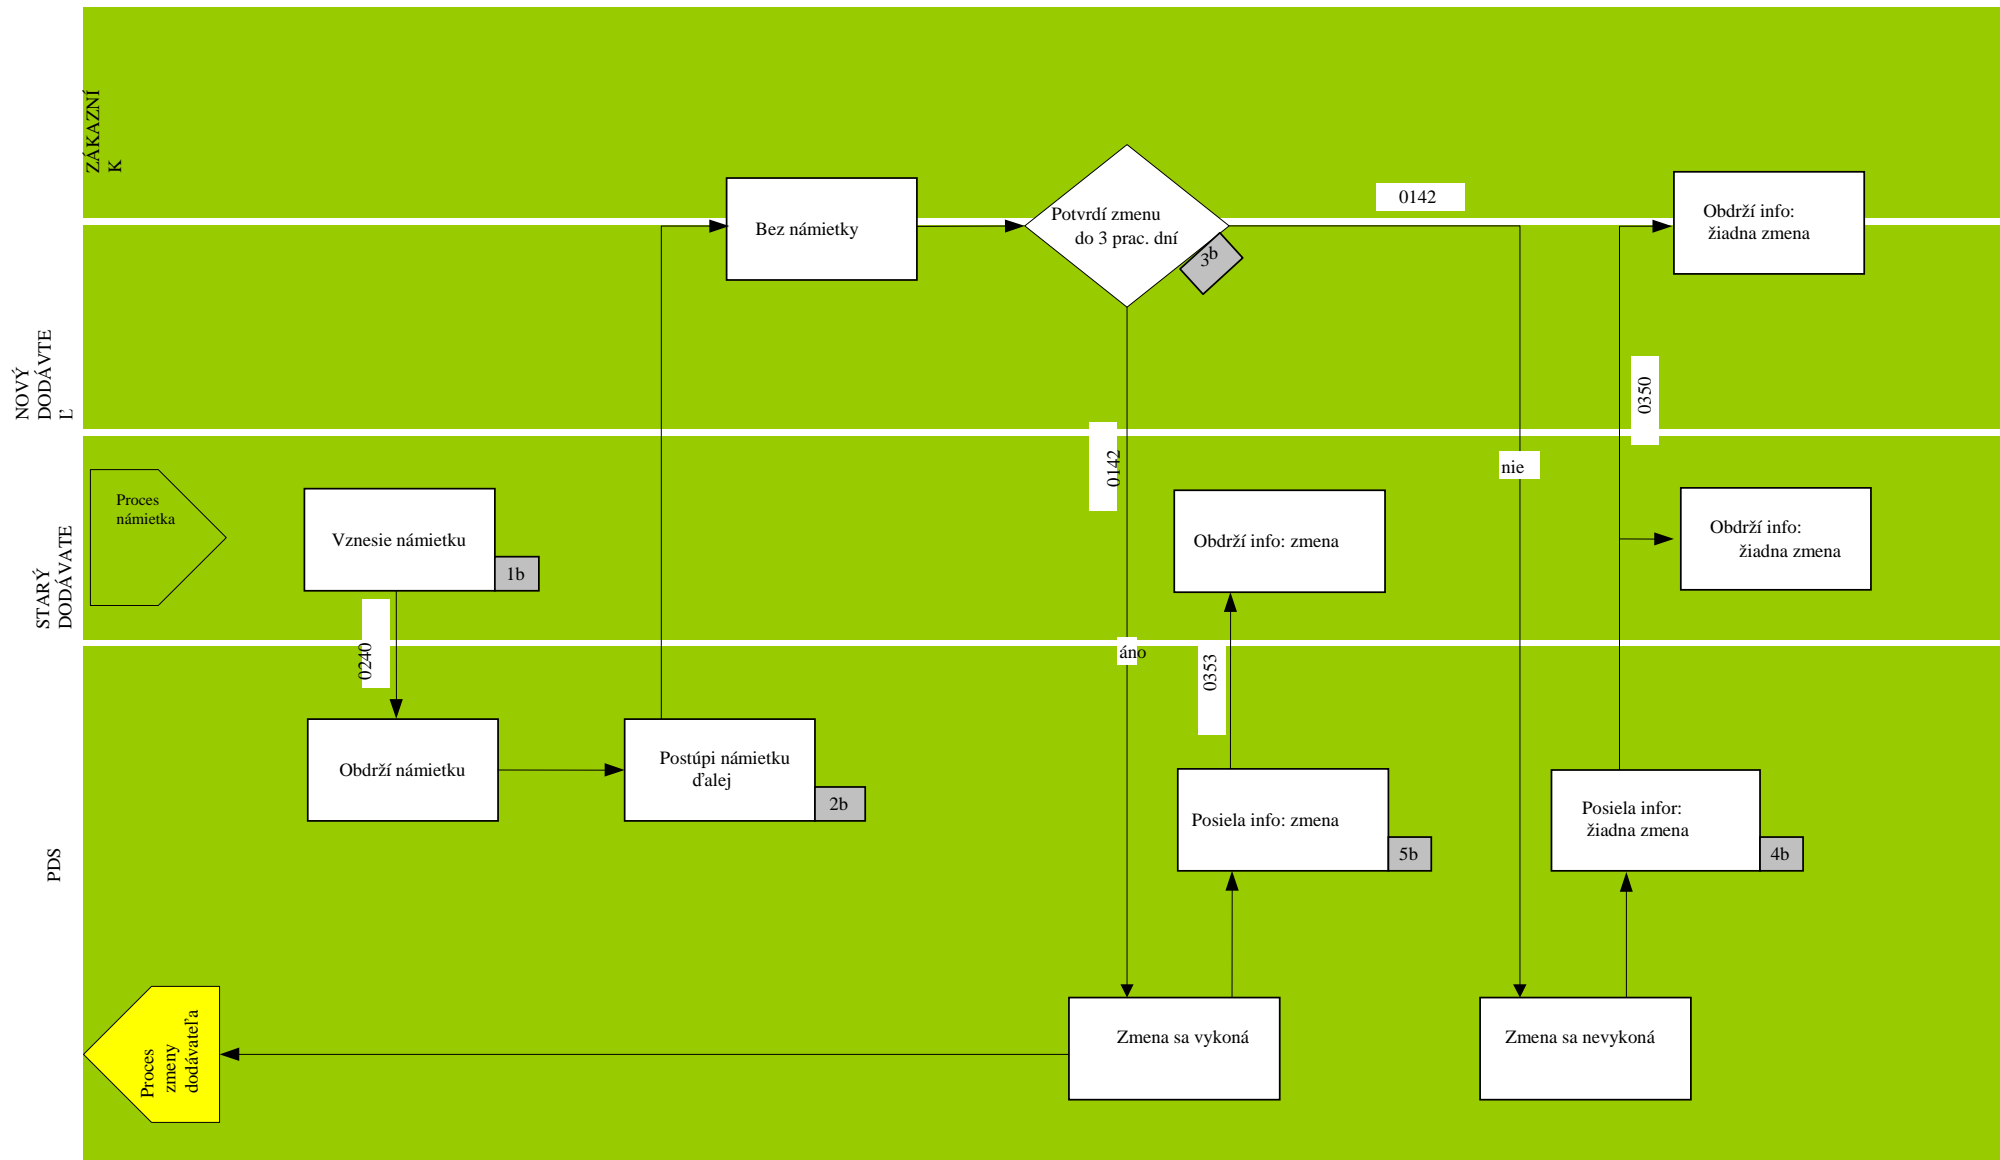 ZÁKAZNÍ
K
0142
Potvrdí zmenu
do 3 prac. dní
Obdrží info:
žiadna zmena
Bez námietky
3b
NOVÝ
DODÁVTE
Ľ
0350
0142
nie
STARÝ
DODÁVATE
Proces
námietka
Vznesie námietku
1b
Obdrží info: zmena
Obdrží info:
žiadna zmena
0240
áno
0353
PDS
Obdrží námietku
Postúpi námietku
ďalej
2b
Posiela info: zmena
5b
Posiela infor:
žiadna zmena
4b
Proces
zmeny
dodávateľa
Zmena sa vykoná
Zmena sa nevykoná